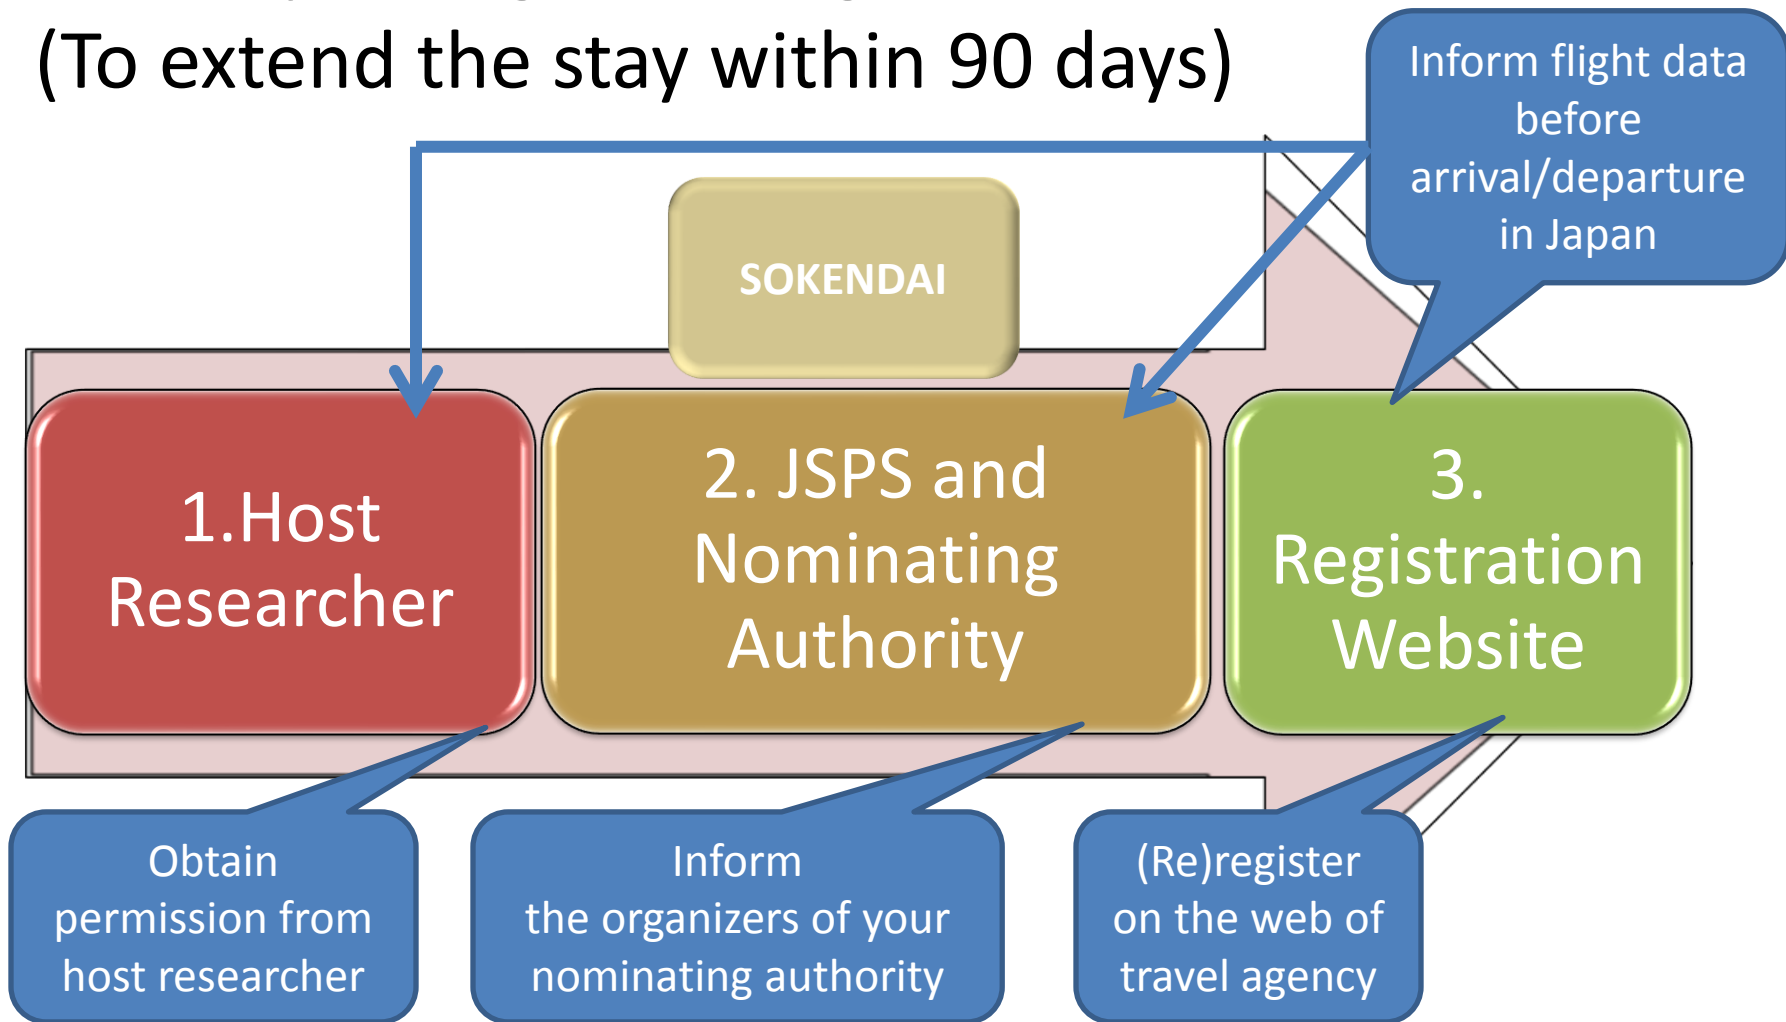 (To extend the stay within 90 days)
Inform flight data
before
arrival/departure
in Japan
SOKENDAI
1.Host
Researcher
2. JSPS and
Nominating
Authority
3.
Registration
Website
Obtain
permission from
host researcher
Inform
the organizers of your
nominating authority
(Re)register
on the web of
travel agency